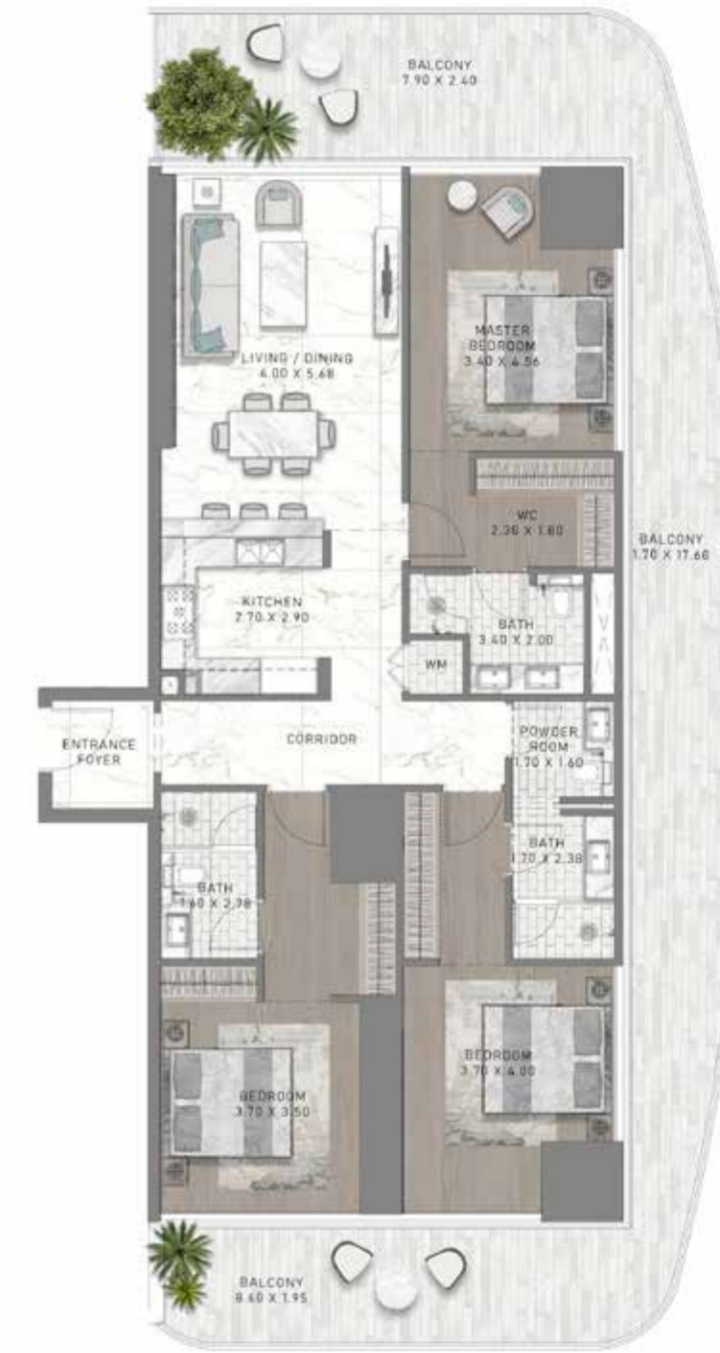 BALCONY
7.90 X 2.40
MASTER
BEDROOM
3.40 X 4.56
LIVING / DINING
4.00 X 5.68
WC
2.30 X 1.80
BALCONY
1.70 X 17.60
KITCHEN
2.70 X 2.90
BATH
3.40 X 2.00
WM
ENTRANCE
FOYER
CORRIDOR
POWDER
ROOM
1.70 X 1.60
BATH
1.70 X 2.38
BATH
1.60 X 2.78
BEDROOM
3.70 X 4.00
BEDROOM
3.70 X 3.50
BALCONY
8.60 X 1.95